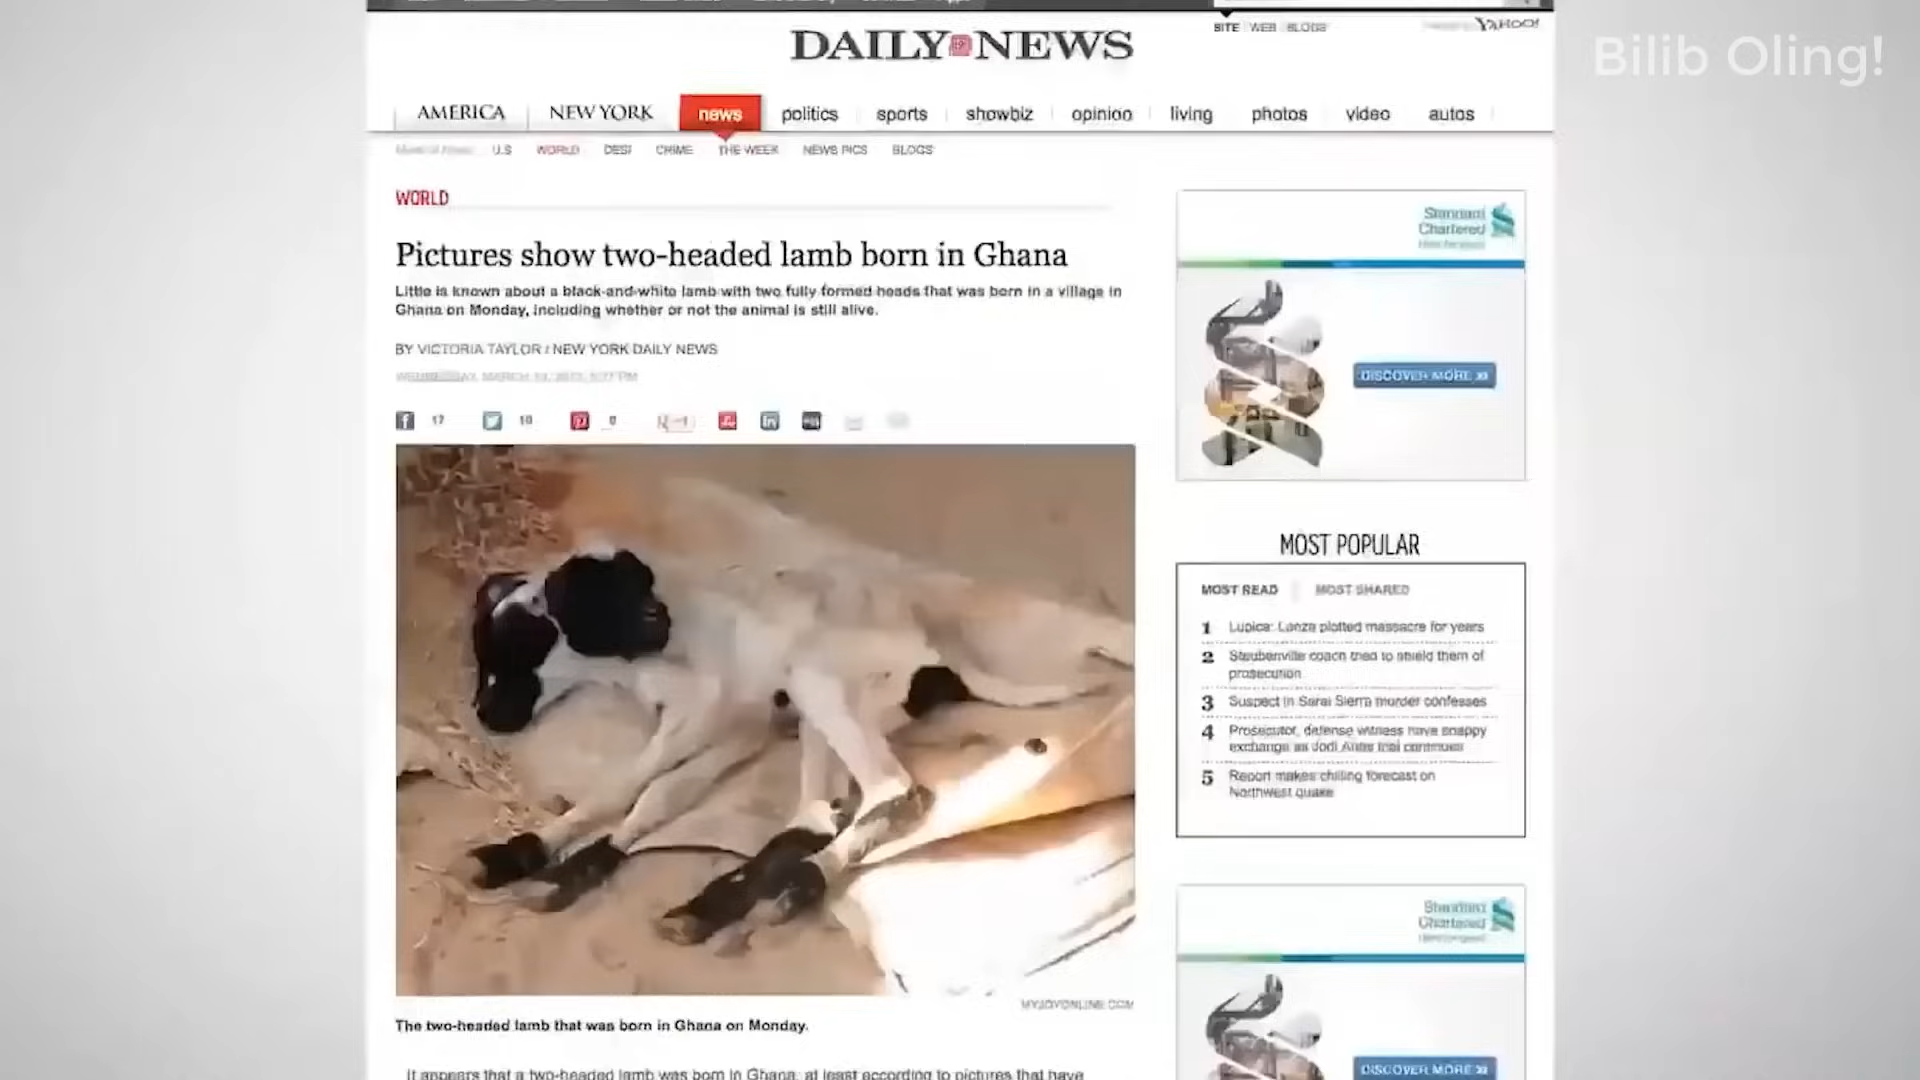 DAILY NEWS
SITE WEB BLOGS
YAHOO!
Bilib Oling!
AMERICA NEW YORK news politics sports showbiz opinion living photos video autos
U.S WORLD DESI CRIME THE WEEK NEWS PICS BLOGS
WORLD
Pictures show two-headed lamb born in Ghana
Little is known about a black-and-white lamb with two fully formed heads that was born in a village in
Ghana on Monday, including whether or not the animal is still alive.
BY VICTORIA TAYLOR / NEW YORK DAILY NEWS
17 10 0
Standard
Chartered
DISCOVER MORE »
MOST POPULAR
MOST READ MOST SHARED
1 Lupica: Lanza plotted massacre for years
2 Steubenville coach tried to shield them of
prosecution
3 Suspect in Sarai Sierra murder confesses
4 Prosecutor, defense witness have snappy
exchange as Jodi Arias trial continues
5 Report makes chilling forecast on
Northwest quake
Standard
Chartered
DISCOVER MORE »
MYJOYONLINE.COM
The two-headed lamb that was born in Ghana on Monday.
It appears that a two-headed lamb was born in Ghana, at least according to pictures that have